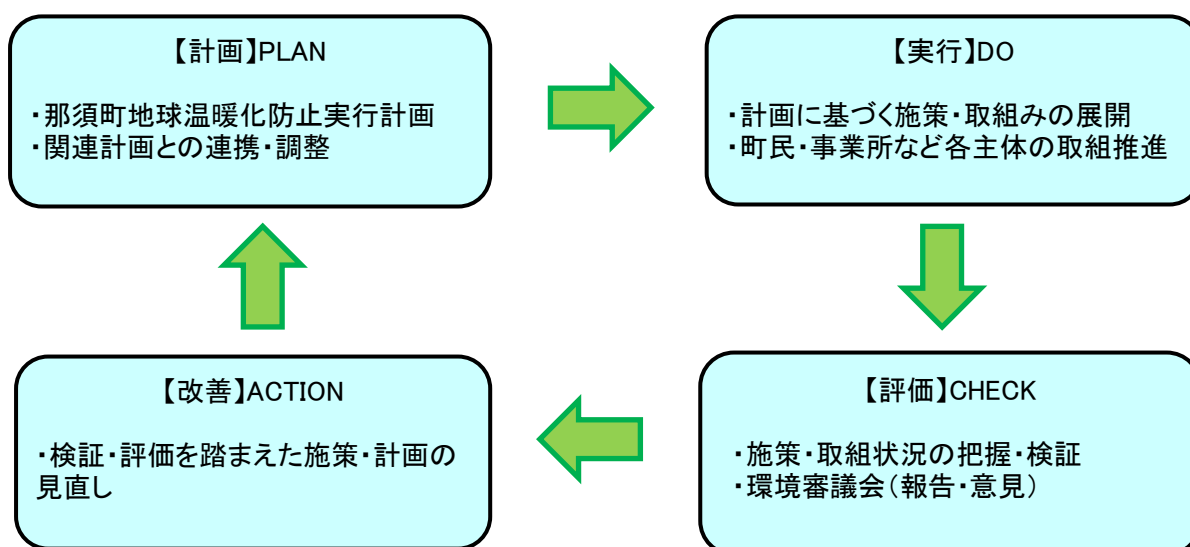 【計画】PLAN
・那須町地球温暖化防止実行計画
・関連計画との連携・調整
【実行】DO
・計画に基づく施策・取組みの展開
・町民・事業所など各主体の取組推進
【改善】ACTION
・検証・評価を踏まえた施策・計画の
見直し
【評価】CHECK
・施策・取組状況の把握・検証
・環境審議会（報告・意見）